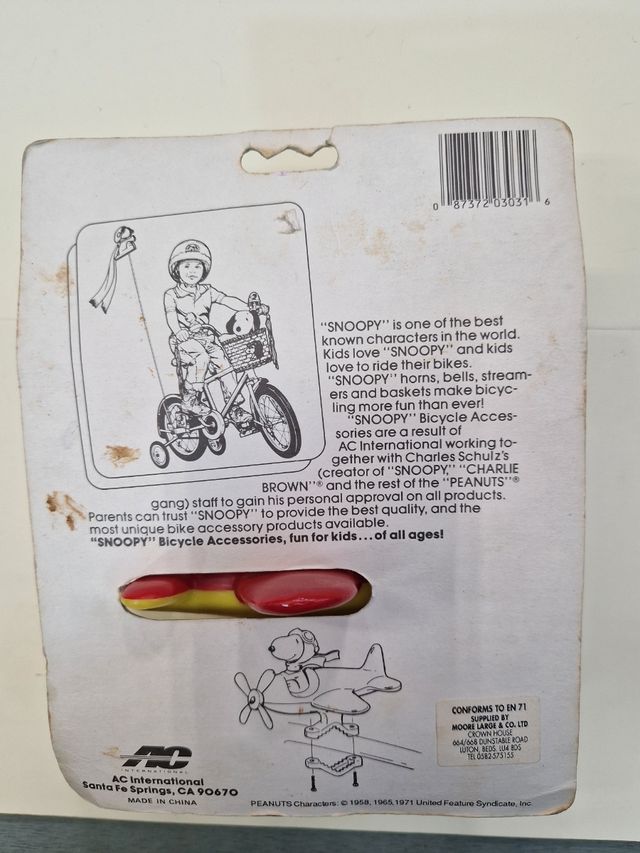 0 87372 03031 6
"SNOOPY" is one of the best
known characters in the world.
Kids love "SNOOPY" and kids
love to ride their bikes.
"SNOOPY" horns, bells, stream-
ers and baskets make bicyc-
ling more fun than ever!
"SNOOPY" Bicycle Acces-
sories are a result of
AC International working to-
gether with Charles Schulz's
(creator of "SNOOPY," "CHARLIE
BROWN"® and the rest of the "PEANUTS"®
gang) staff to gain his personal approval on all products.
Parents can trust "SNOOPY" to provide the best quality, and the
most unique bike accessory products available.
"SNOOPY" Bicycle Accessories, fun for kids...of all ages!
CONFORMS TO EN 71
SUPPLIED BY
MOORE LARGE & CO. LTD
CROWN HOUSE
664/668 DUNSTABLE ROAD
LUTON, BEDS. LU4 8DS
TEL 0582-575155
AC
INTERNATIONAL
AC International
Santa Fe Springs, CA 90670
MADE IN CHINA
PEANUTS Characters: © 1958, 1965, 1971 United Feature Syndicate, Inc.